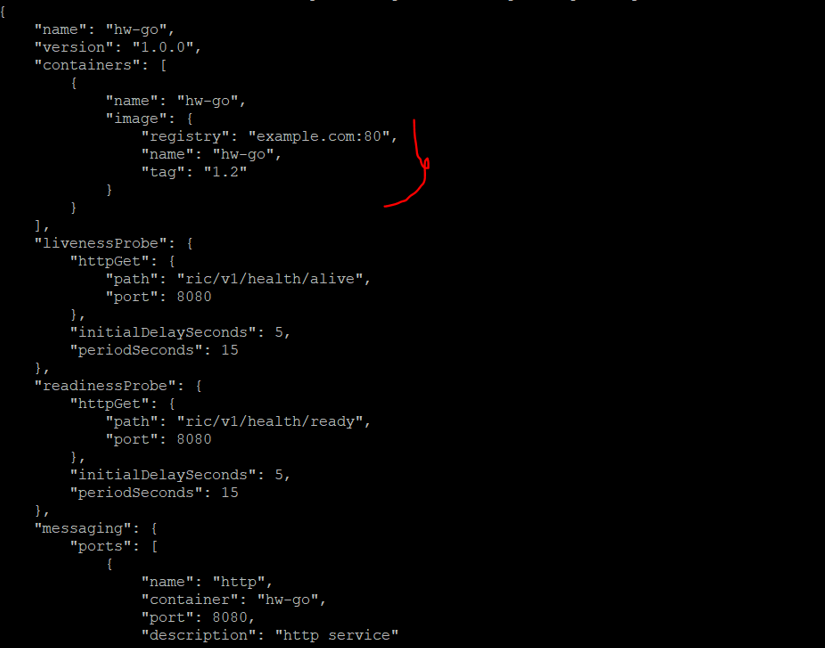 {
    "name": "hw-go",
    "version": "1.0.0",
    "containers": [
        {
            "name": "hw-go",
            "image": {
                "registry": "example.com:80",
                "name": "hw-go",
                "tag": "1.2"
            }
        }
    ],
    "livenessProbe": {
        "httpGet": {
            "path": "ric/v1/health/alive",
            "port": 8080
        },
        "initialDelaySeconds": 5,
        "periodSeconds": 15
    },
    "readinessProbe": {
        "httpGet": {
            "path": "ric/v1/health/ready",
            "port": 8080
        },
        "initialDelaySeconds": 5,
        "periodSeconds": 15
    },
    "messaging": {
        "ports": [
            {
                "name": "http",
                "container": "hw-go",
                "port": 8080,
                "description": "http service"